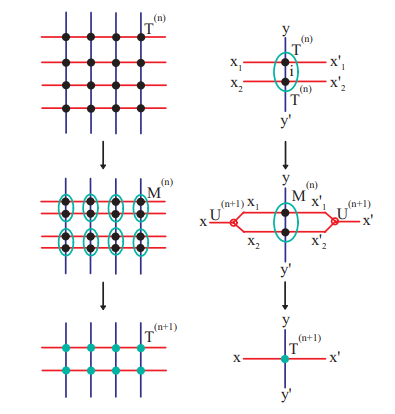 T^(n)
y
T^(n)
x_1 x'_1
i
x_2 x'_2
T^(n)
y'
M^(n)
y
M^(n)
U^(n+1) x_1 x'_1 U^(n+1)
x x'
x_2 x'_2
y'
T^(n+1)
y
T^(n+1)
x x'
y'